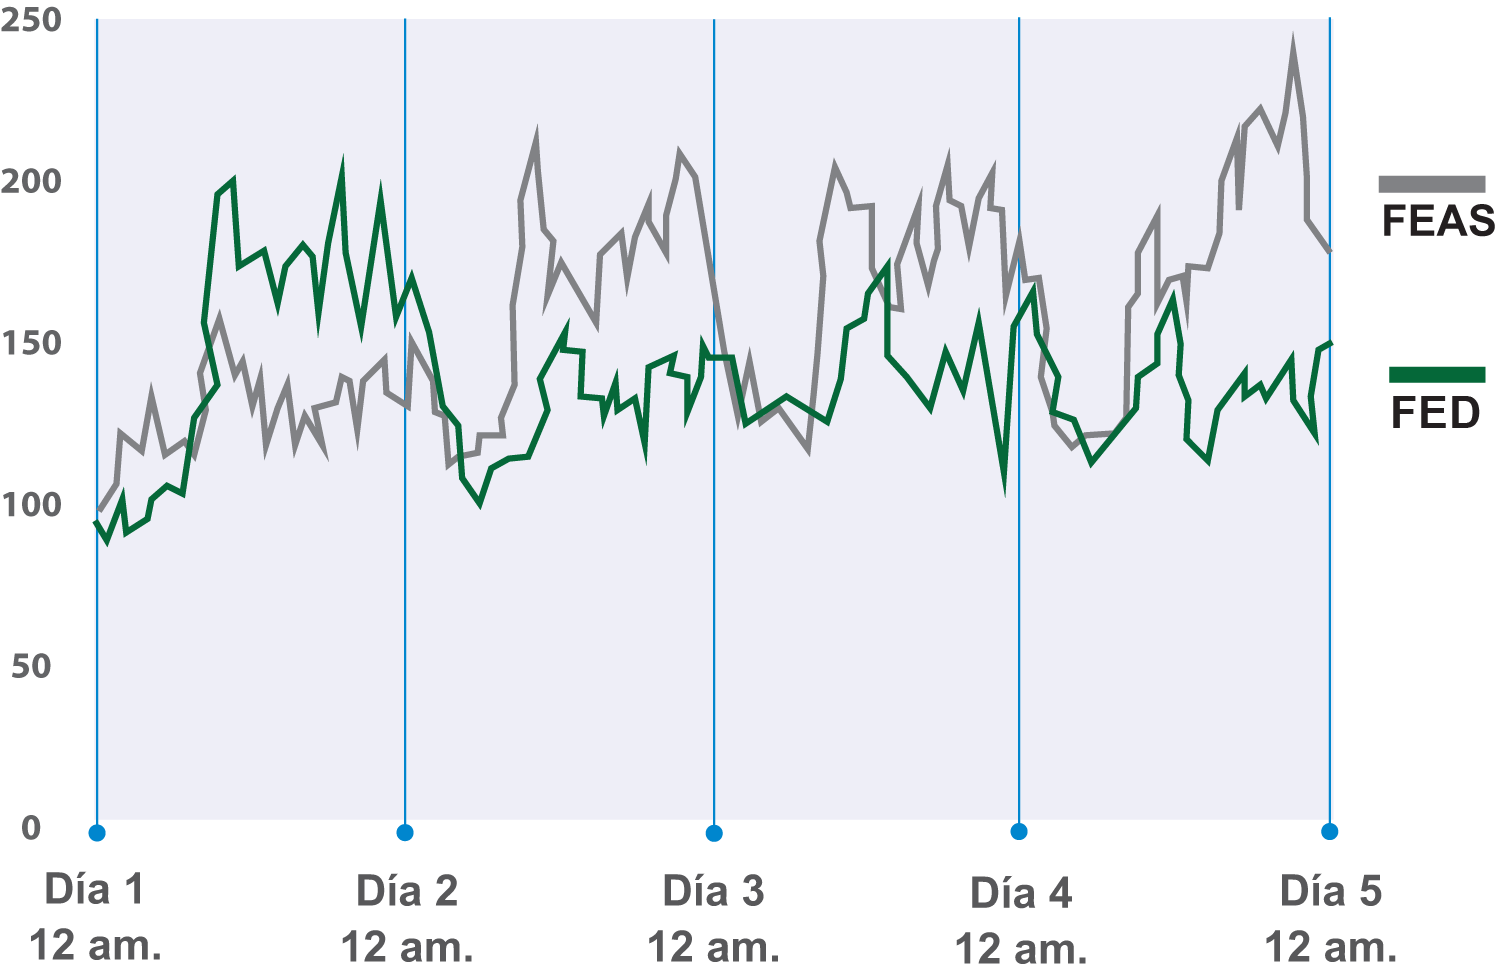 250
200
150
100
50
0
FEAS
FED
Día 1
12 am.
Día 2
12 am.
Día 3
12 am.
Día 4
12 am.
Día 5
12 am.